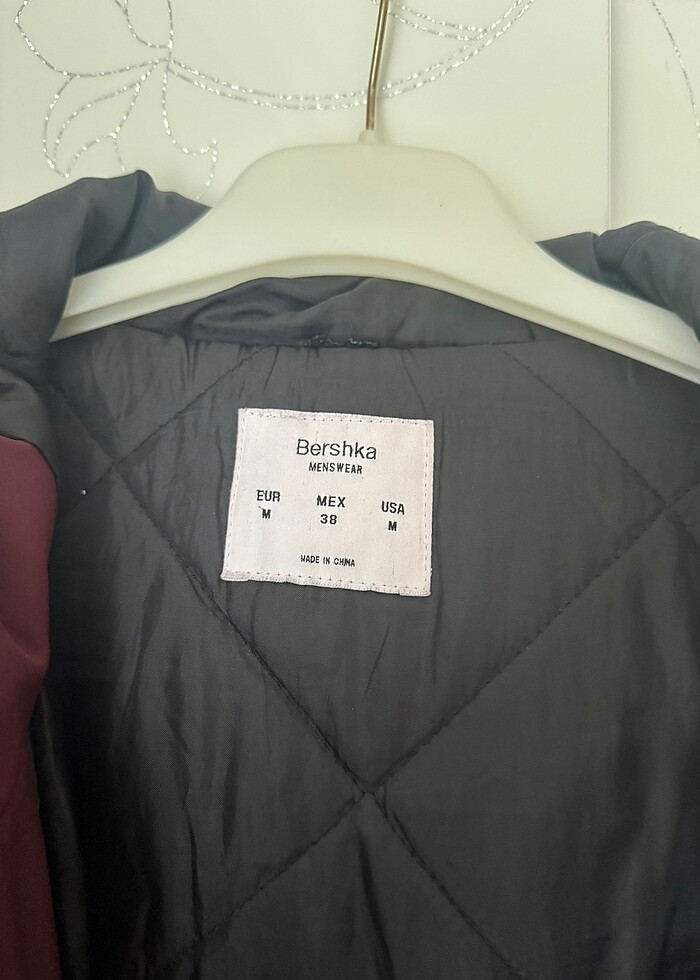 Bershka
MENSWEAR
EUR MEX USA
M 38 M
MADE IN CHINA